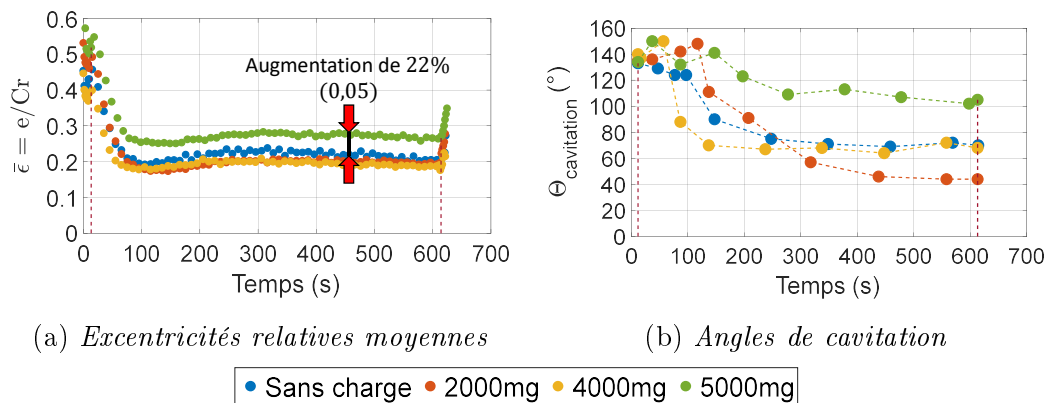 0.6
0.5
0.4
0.3
0.2
0.1
0
ε̄ = e/Cr
Augmentation de 22%
(0,05)
0 100 200 300 400 500 600 700
Temps (s)
(a) Excentricités relatives moyennes
160
140
120
100
80
60
40
20
0
Θcavitation (°)
0 100 200 300 400 500 600 700
Temps (s)
(b) Angles de cavitation
Sans charge 2000mg 4000mg 5000mg